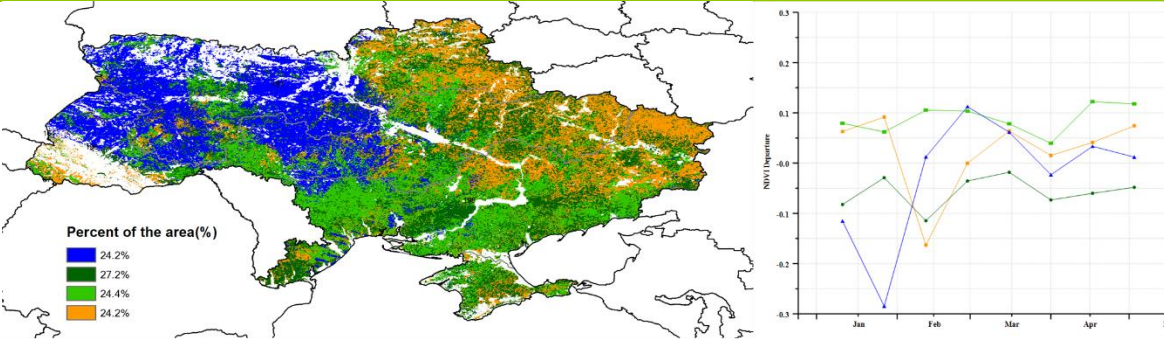 Percent of the area(%)
24.2%
27.2%
24.4%
24.2%
NDVI Departure
0.3
0.2
0.1
-0.0
-0.1
-0.2
-0.3
Jan
Feb
Mar
Apr